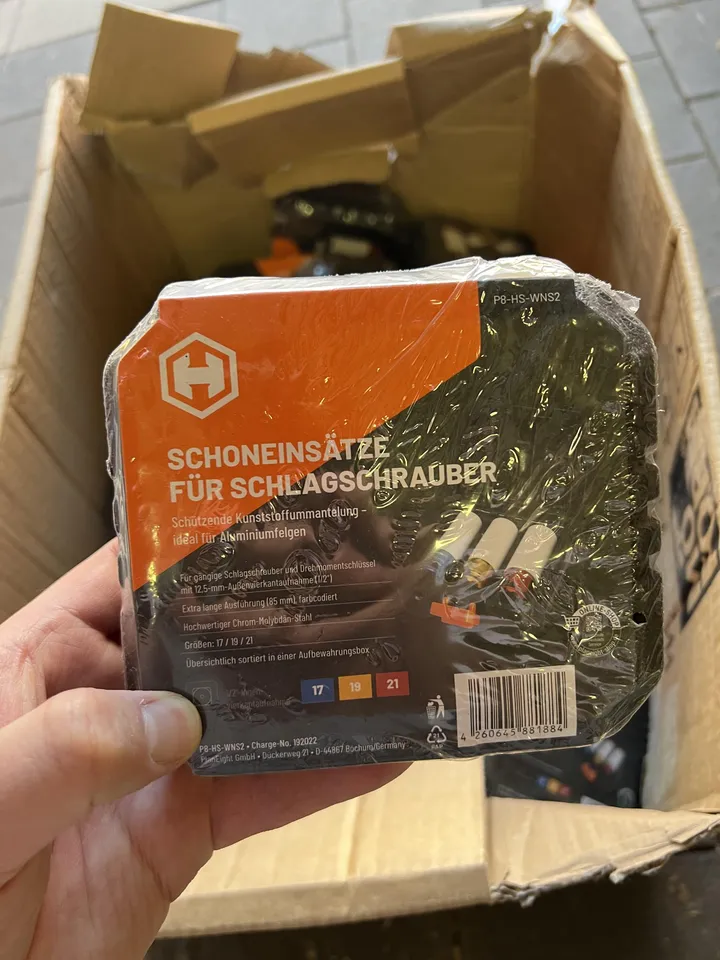 P8-HS-WNS2
SCHONEINSÄTZE
FÜR SCHLAGSCHRAUBER
Schützende Kunststoffummantelung -
ideal für Aluminiumfelgen
Für gängige Schlagschrauber und Drehmomentschlüssel
mit 12,5-mm-Außenvierkantaufnahme (1/2")
Extra lange Ausführung (85 mm), farbcodiert
Hochwertiger Chrom-Molybdän-Stahl
Größen: 17 / 19 / 21
Übersichtlich sortiert in einer Aufbewahrungsbox
17 19 21
P8-HS-WNS2 • Charge-No. 192022
Duckerweg 21 • D-44867 Bochum/Germany
4 260645 881884